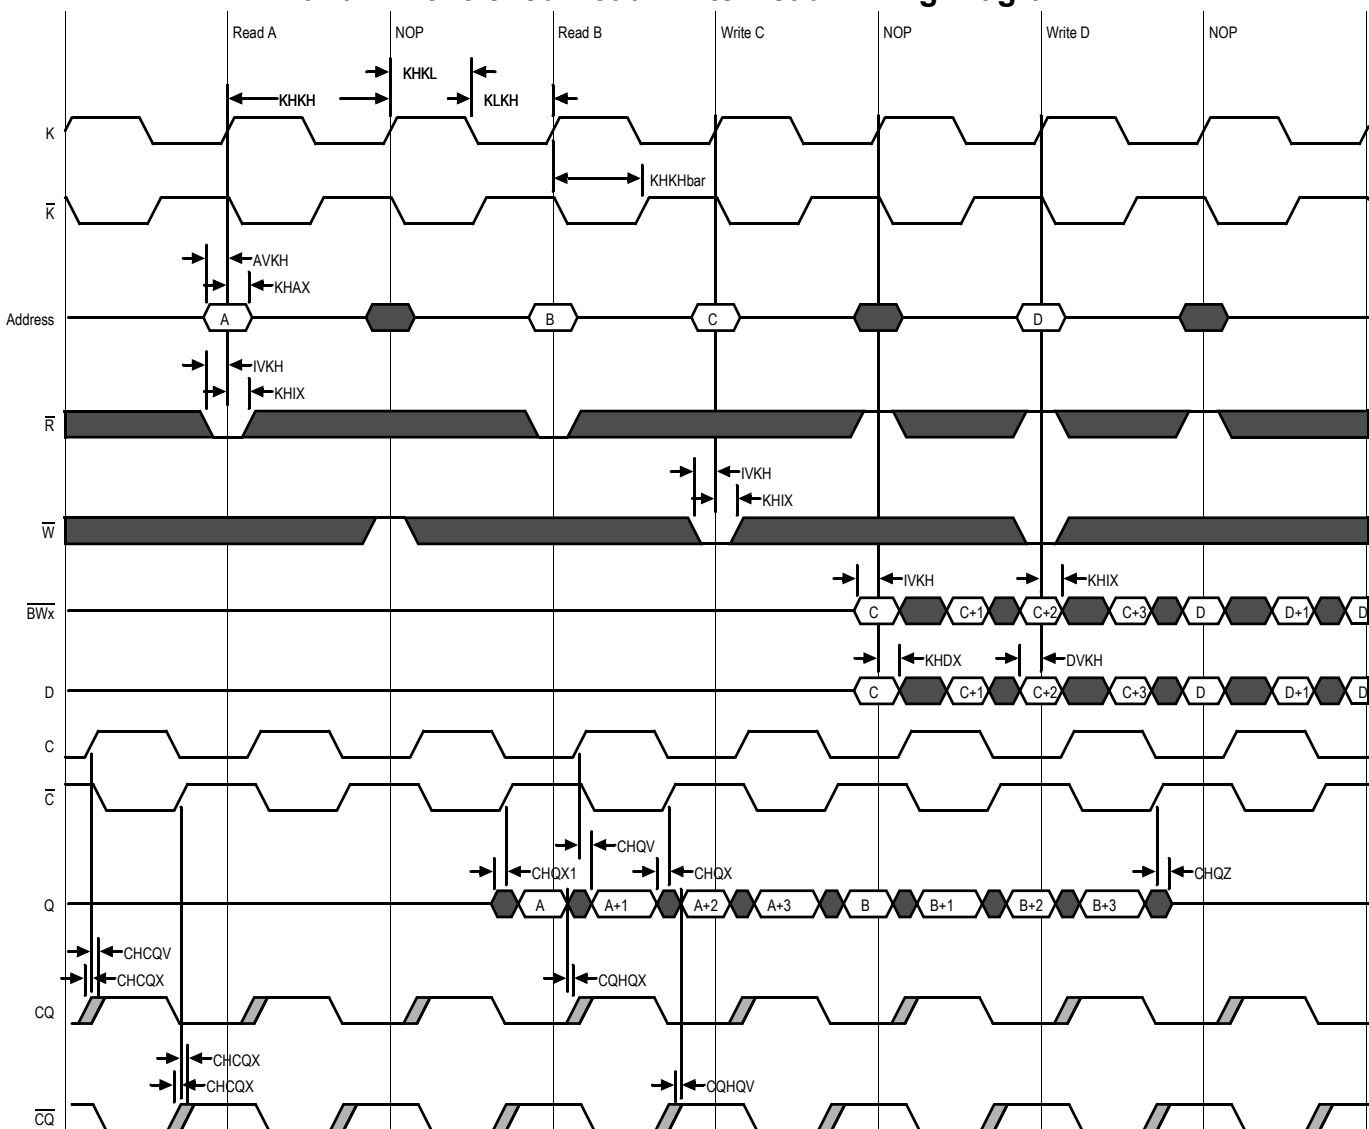 Read A NOP Read B Write C NOP Write D NOP
KHKL
KHKH KLKH
K
KHKHbar
K
AVKH
KHAX
Address A B C D
IVKH
KHIX
R
IVKH
KHIX
W
IVKH KHIX
BWx C C+1 C+2 C+3 D D+1 D
KHDX DVKH
D C C+1 C+2 C+3 D D+1 D
C
C
CHQV
CHQX1 CHQX CHQZ
Q A A+1 A+2 A+3 B B+1 B+2 B+3
CHCQV
CHCQX CQHQX
CQ
CHCQX
CHCQX CQHQV
CQ